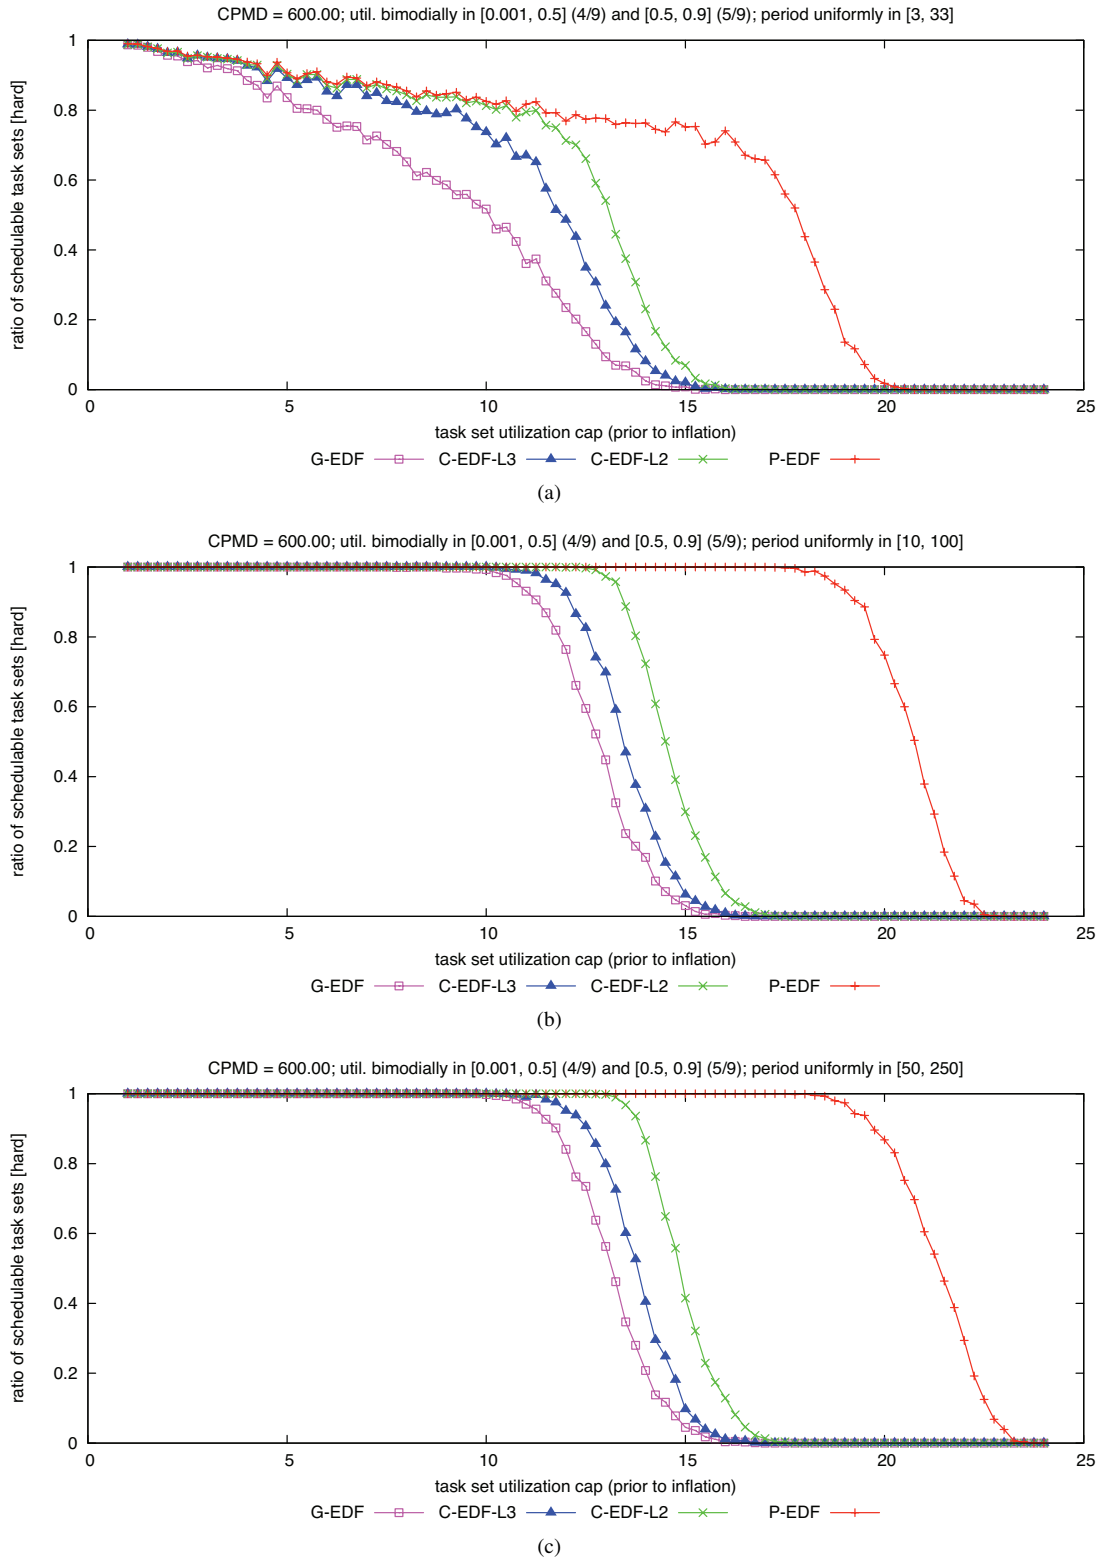 CPMD = 600.00; util. bimodially in [0.001, 0.5] (4/9) and [0.5, 0.9] (5/9); period uniformly in [3, 33]
ratio of schedulable task sets [hard]
1
0.8
0.6
0.4
0.2
0
0 5 10 15 20 25
task set utilization cap (prior to inflation)
G-EDF C-EDF-L3 C-EDF-L2 P-EDF
(a)
CPMD = 600.00; util. bimodially in [0.001, 0.5] (4/9) and [0.5, 0.9] (5/9); period uniformly in [10, 100]
ratio of schedulable task sets [hard]
1
0.8
0.6
0.4
0.2
0
0 5 10 15 20 25
task set utilization cap (prior to inflation)
G-EDF C-EDF-L3 C-EDF-L2 P-EDF
(b)
CPMD = 600.00; util. bimodially in [0.001, 0.5] (4/9) and [0.5, 0.9] (5/9); period uniformly in [50, 250]
ratio of schedulable task sets [hard]
1
0.8
0.6
0.4
0.2
0
0 5 10 15 20 25
task set utilization cap (prior to inflation)
G-EDF C-EDF-L3 C-EDF-L2 P-EDF
(c)